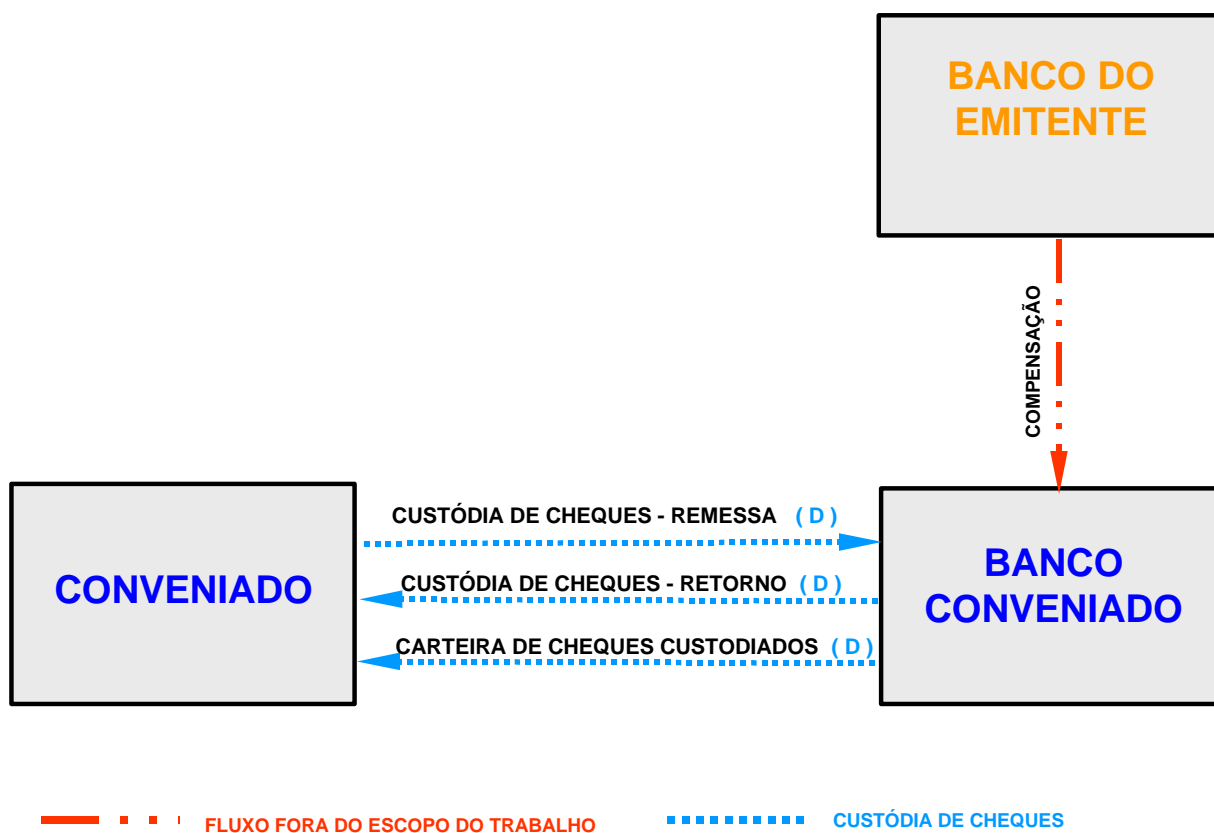 BANCO DO
EMITENTE
COMPENSAÇÃO
CUSTÓDIA DE CHEQUES - REMESSA ( D )
CONVENIADO
CUSTÓDIA DE CHEQUES - RETORNO ( D )
BANCO
CONVENIADO
CARTEIRA DE CHEQUES CUSTODIADOS ( D )
FLUXO FORA DO ESCOPO DO TRABALHO
CUSTÓDIA DE CHEQUES